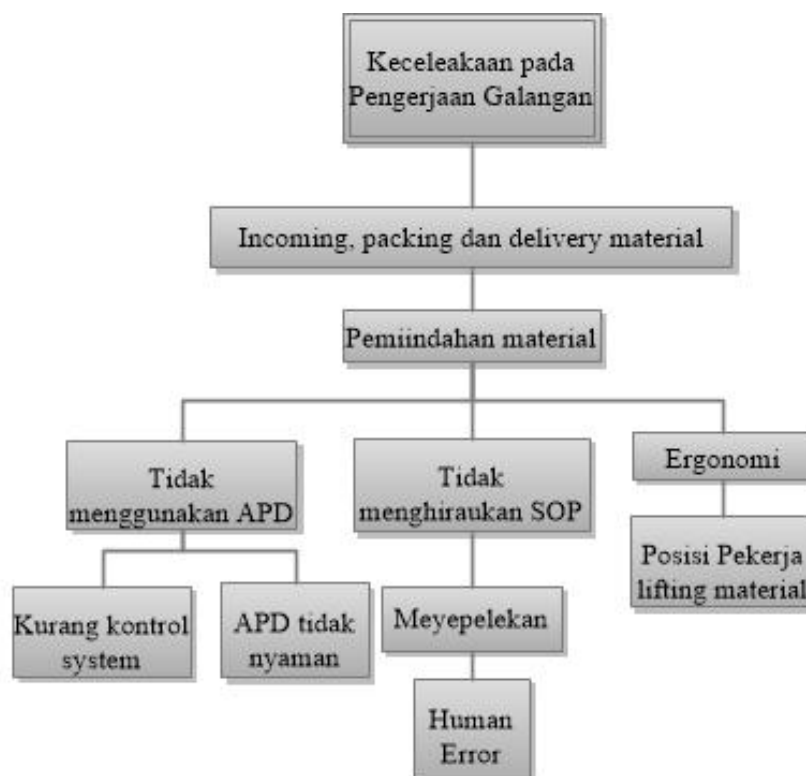 Keceleakaan pada
Pengerjaan Galangan
Incoming, packing dan delivery material
Pemiindahan material
Tidak
menggunakan APD
Tidak
menghiraukan SOP
Ergonomi
Kurang kontrol
system
APD tidak
nyaman
Meyepelekan
Posisi Pekerja
lifting material
Human
Error